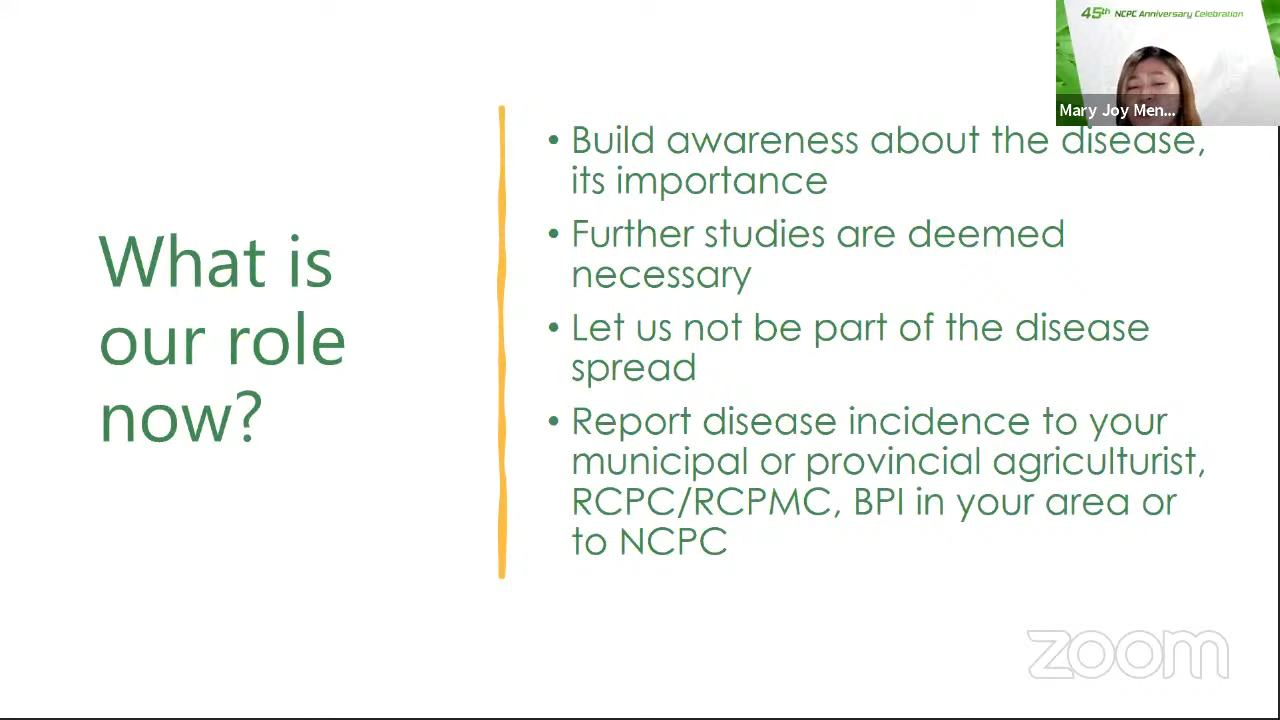 45th NCPC Anniversary Celebration
Mary Joy Men...
What is
our role
now?
• Build awareness about the disease,
its importance
• Further studies are deemed
necessary
• Let us not be part of the disease
spread
• Report disease incidence to your
municipal or provincial agriculturist,
RCPC/RCPMC, BPI in your area or
to NCPC
zoom